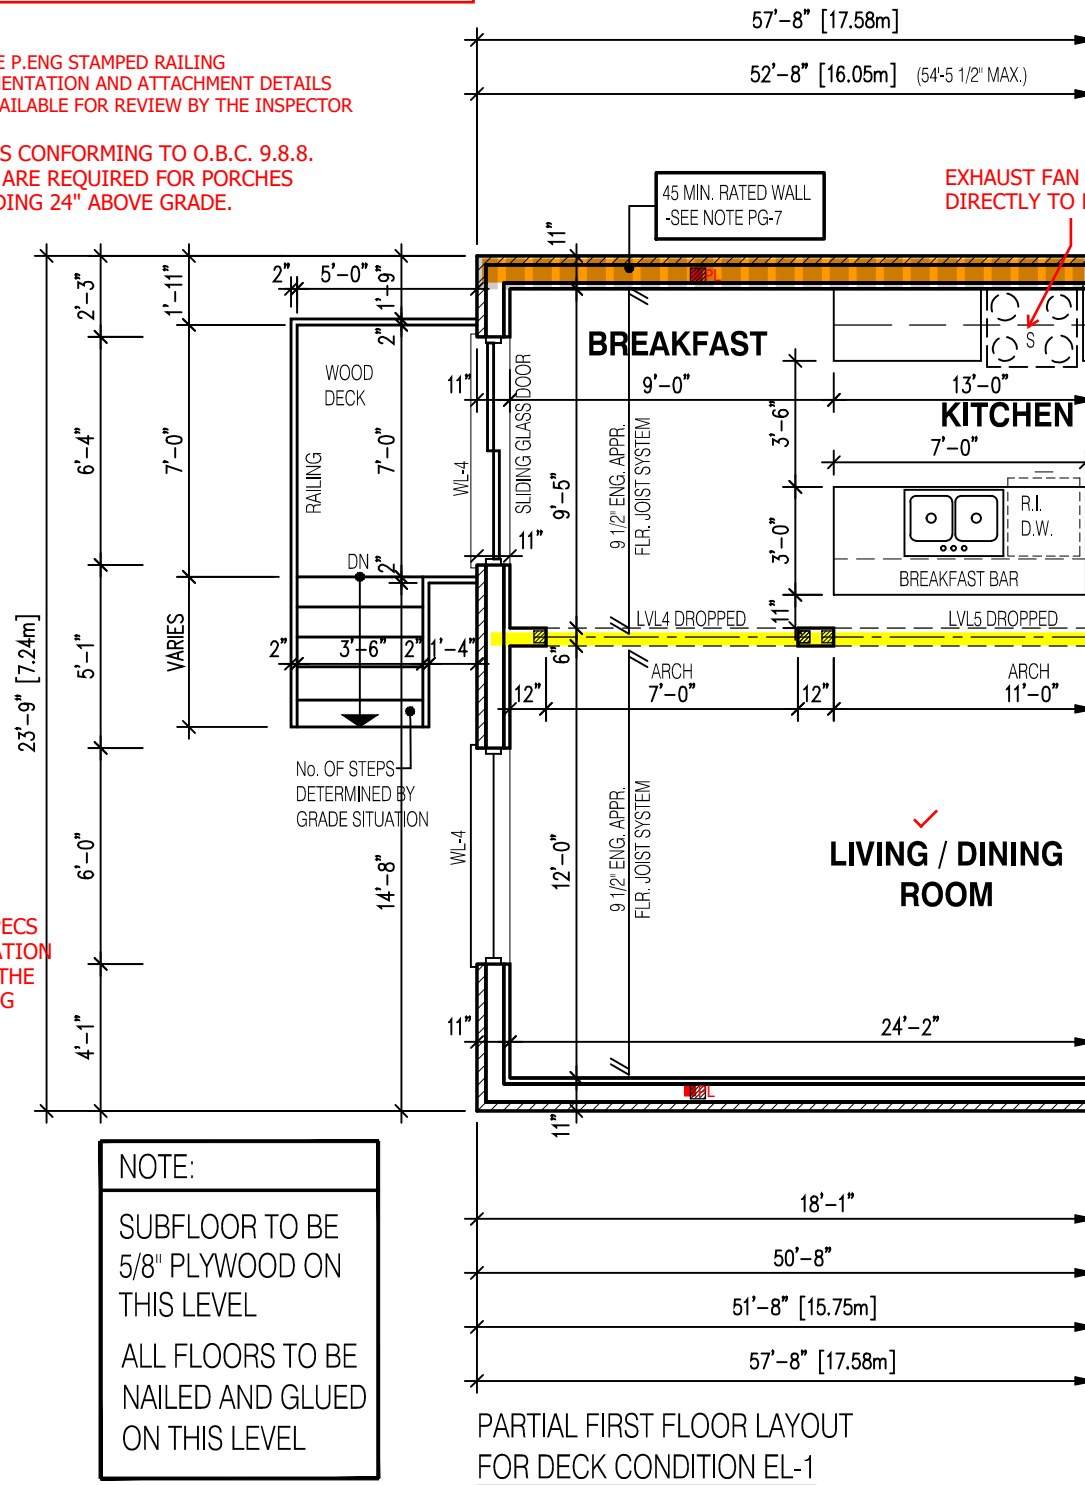 57'-8" [17.58m]
52'-8" [16.05m] (54'-5 1/2" MAX.)
E P.ENG STAMPED RAILING
ENTATION AND ATTACHMENT DETAILS
AILABLE FOR REVIEW BY THE INSPECTOR
S CONFORMING TO O.B.C. 9.8.8.
ARE REQUIRED FOR PORCHES
DING 24" ABOVE GRADE.
45 MIN. RATED WALL
-SEE NOTE PG-7
EXHAUST FAN
DIRECTLY TO
11"
2'-3"
1'-11"
2"
5'-0"
1'-9"
PL
2"
BREAKFAST
S
WOOD
DECK
11"
SLIDING GLASS DOOR
9'-0"
13'-0"
KITCHEN
6'-4"
7'-0"
RAILING
7'-0"
WL-4
9'-5"
9 1/2" ENG. APPR.
FLR. JOIST SYSTEM
3'-6"
7'-0"
R.I.
D.W.
11"
3'-0"
DN
2"
BREAKFAST BAR
11"
LVL4 DROPPED
LVL5 DROPPED
23'-9" [7.24m]
5'-1"
VARIES
2"
3'-6"
2"
1'-4"
6"
ARCH
7'-0"
12"
12"
ARCH
11'-0"
No. OF STEPS
DETERMINED BY
GRADE SITUATION
6'-0"
14'-8"
WL-4
12'-0"
9 1/2" ENG. APPR.
FLR. JOIST SYSTEM
LIVING / DINING
ROOM
PECS
ATION
THE
G
4'-1"
11"
24'-2"
L
11"
NOTE:
SUBFLOOR TO BE
5/8" PLYWOOD ON
THIS LEVEL
ALL FLOORS TO BE
NAILED AND GLUED
ON THIS LEVEL
18'-1"
50'-8"
51'-8" [15.75m]
57'-8" [17.58m]
PARTIAL FIRST FLOOR LAYOUT
FOR DECK CONDITION EL-1